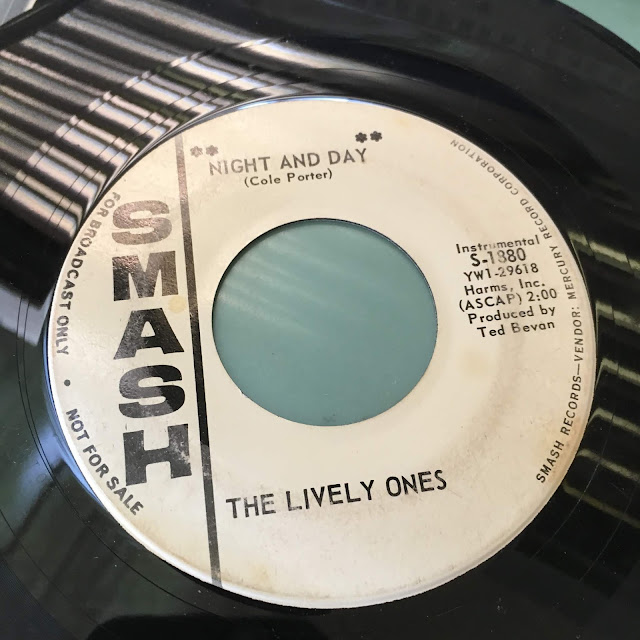 ** NIGHT AND DAY **
(Cole Porter)
SMASH
FOR BROADCAST ONLY • NOT FOR SALE
Instrumental
S-1880
YW1-29618
Harms, Inc.
(ASCAP) 2:00
Produced by
Ted Bevan
THE LIVELY ONES
SMASH RECORDS—VENDOR: MERCURY RECORD CORPORATION